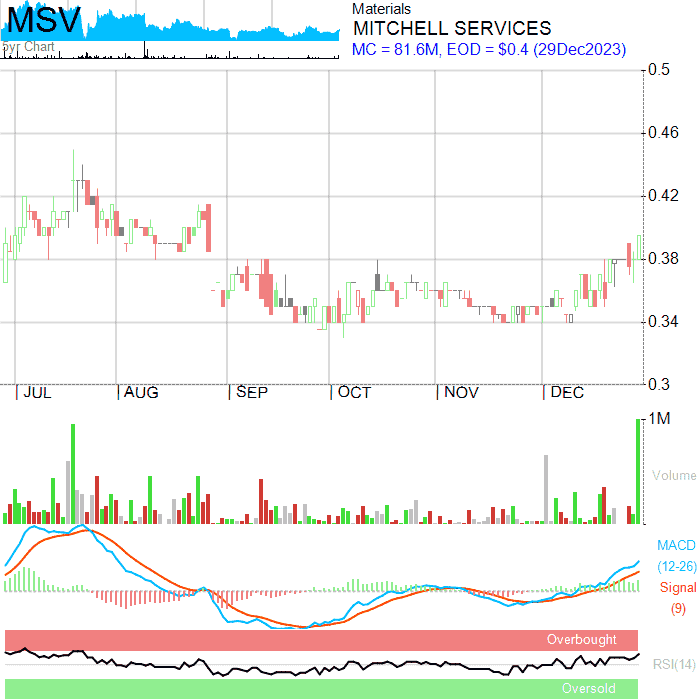 MSV
5yr Chart
Materials
MITCHELL SERVICES
MC = 81.6M, EOD = $0.4 (29Dec2023)
0.5
0.46
0.42
0.38
0.34
0.3
JUL AUG SEP OCT NOV DEC
1M
Volume
MACD
(12-26)
Signal
(9)
Overbought
RSI(14)
Oversold